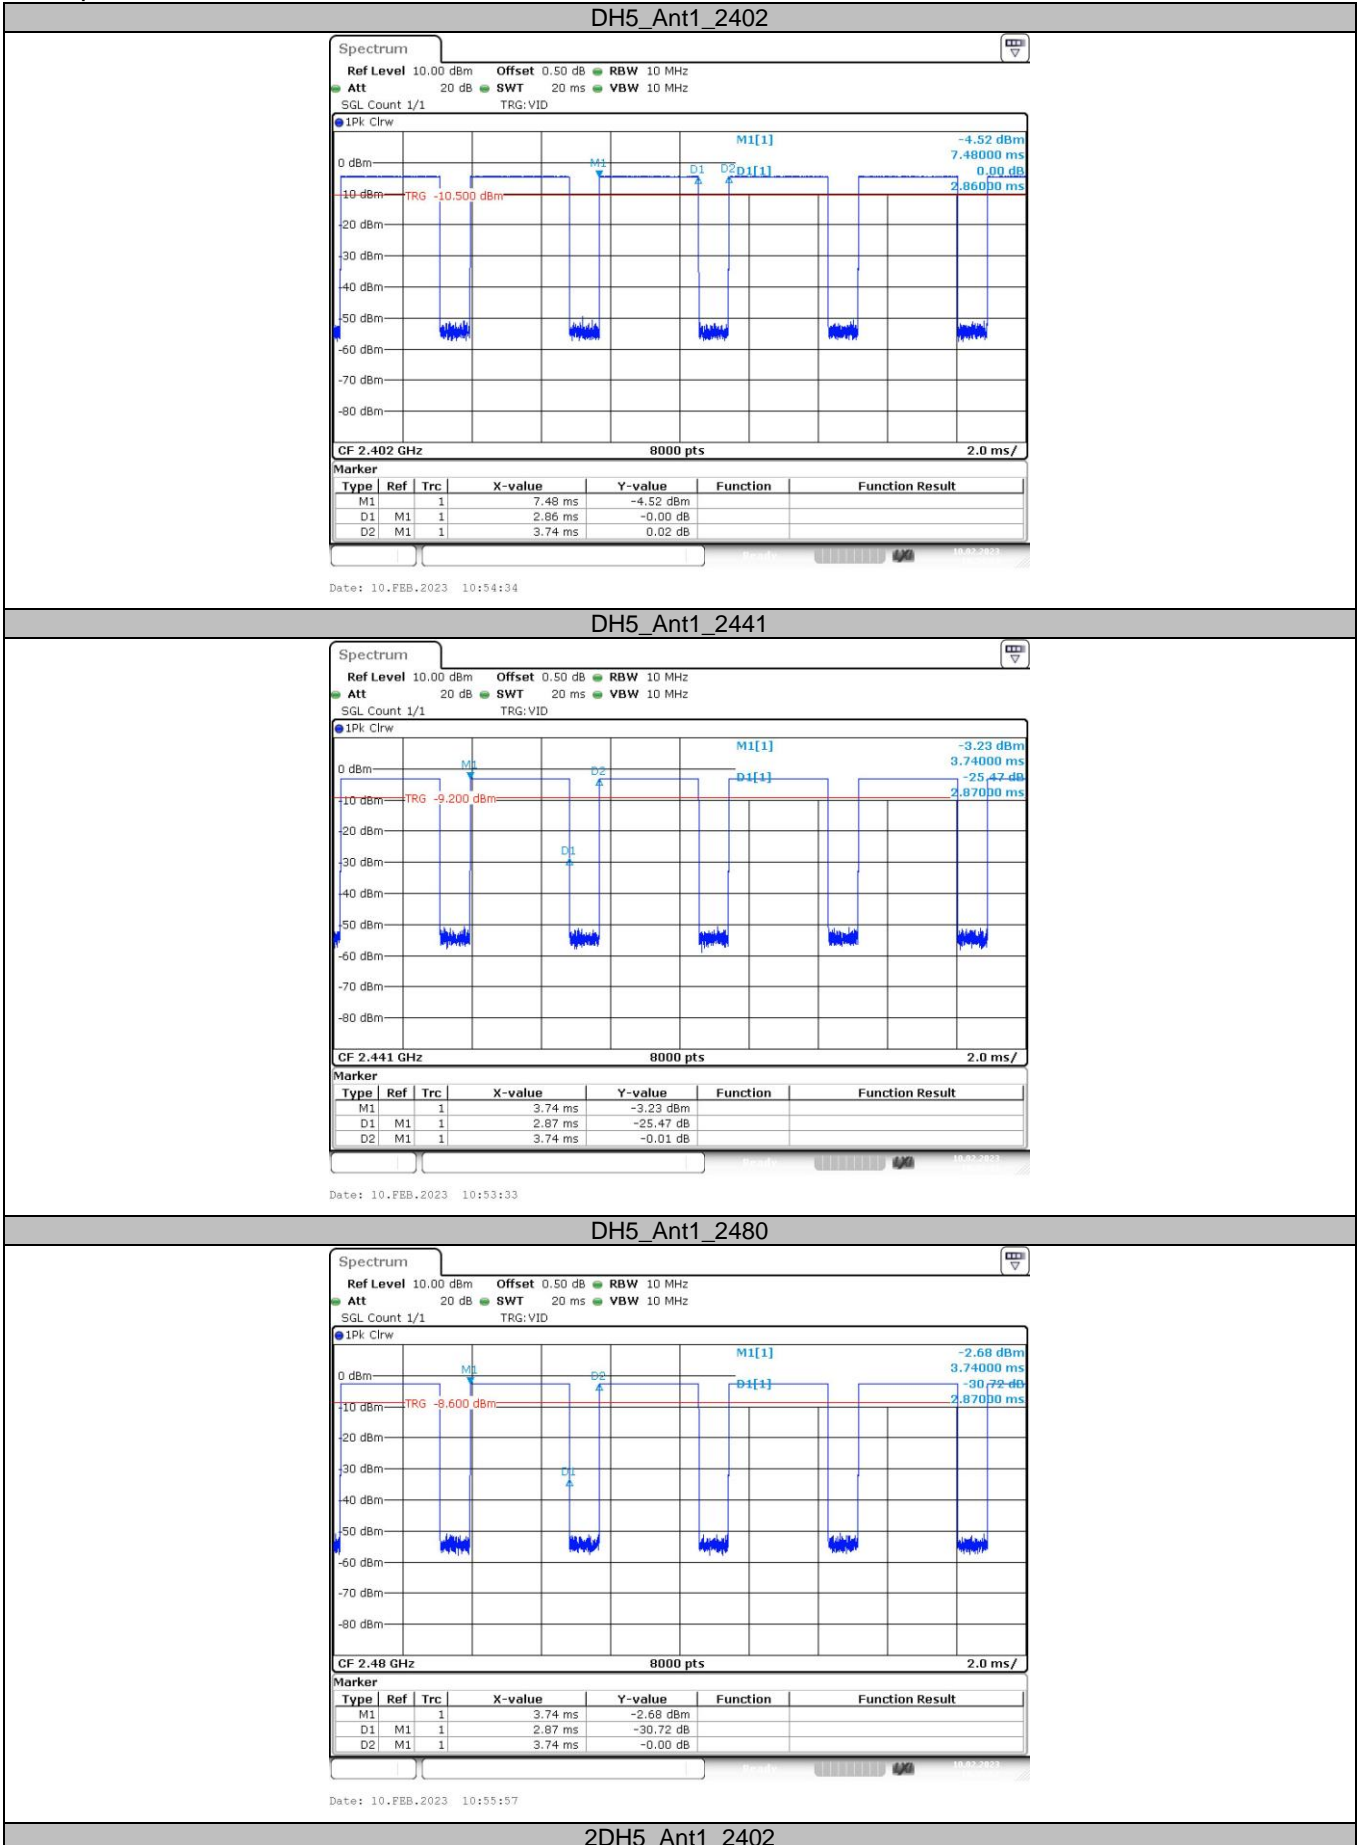 DH5_Ant1_2402
Spectrum
Ref Level 10.00 dBm Offset 0.50 dB RBW 10 MHz
Att 20 dB SWT 20 ms VBW 10 MHz
SGL Count 1/1 TRG:VID
1Pk Clrw
M1[1] -4.52 dBm
7.48000 ms
D1[1] 0.00 dB
2.86000 ms
M1 D1 D2
0 dBm
TRG -10.500 dBm
-10 dBm
-20 dBm
-30 dBm
-40 dBm
-50 dBm
-60 dBm
-70 dBm
-80 dBm
CF 2.402 GHz 8000 pts 2.0 ms/
Marker
Type Ref Trc X-value Y-value Function Function Result
M1 1 7.48 ms -4.52 dBm
D1 M1 1 2.86 ms -0.00 dB
D2 M1 1 3.74 ms 0.02 dB
Date: 10.FEB.2023 10:54:34
DH5_Ant1_2441
Spectrum
Ref Level 10.00 dBm Offset 0.50 dB RBW 10 MHz
Att 20 dB SWT 20 ms VBW 10 MHz
SGL Count 1/1 TRG:VID
1Pk Clrw
M1[1] -3.23 dBm
3.74000 ms
D1[1] -25.47 dB
2.87000 ms
M1 D2
0 dBm
TRG -9.200 dBm
-10 dBm
-20 dBm
D1
-30 dBm
-40 dBm
-50 dBm
-60 dBm
-70 dBm
-80 dBm
CF 2.441 GHz 8000 pts 2.0 ms/
Marker
Type Ref Trc X-value Y-value Function Function Result
M1 1 3.74 ms -3.23 dBm
D1 M1 1 2.87 ms -25.47 dB
D2 M1 1 3.74 ms -0.01 dB
Date: 10.FEB.2023 10:53:33
DH5_Ant1_2480
Spectrum
Ref Level 10.00 dBm Offset 0.50 dB RBW 10 MHz
Att 20 dB SWT 20 ms VBW 10 MHz
SGL Count 1/1 TRG:VID
1Pk Clrw
M1[1] -2.68 dBm
3.74000 ms
D1[1] -30.72 dB
2.87000 ms
M1 D2
0 dBm
TRG -8.600 dBm
-10 dBm
-20 dBm
-30 dBm
D1
-40 dBm
-50 dBm
-60 dBm
-70 dBm
-80 dBm
CF 2.48 GHz 8000 pts 2.0 ms/
Marker
Type Ref Trc X-value Y-value Function Function Result
M1 1 3.74 ms -2.68 dBm
D1 M1 1 2.87 ms -30.72 dB
D2 M1 1 3.74 ms -0.00 dB
Date: 10.FEB.2023 10:55:57
2DH5_Ant1_2402